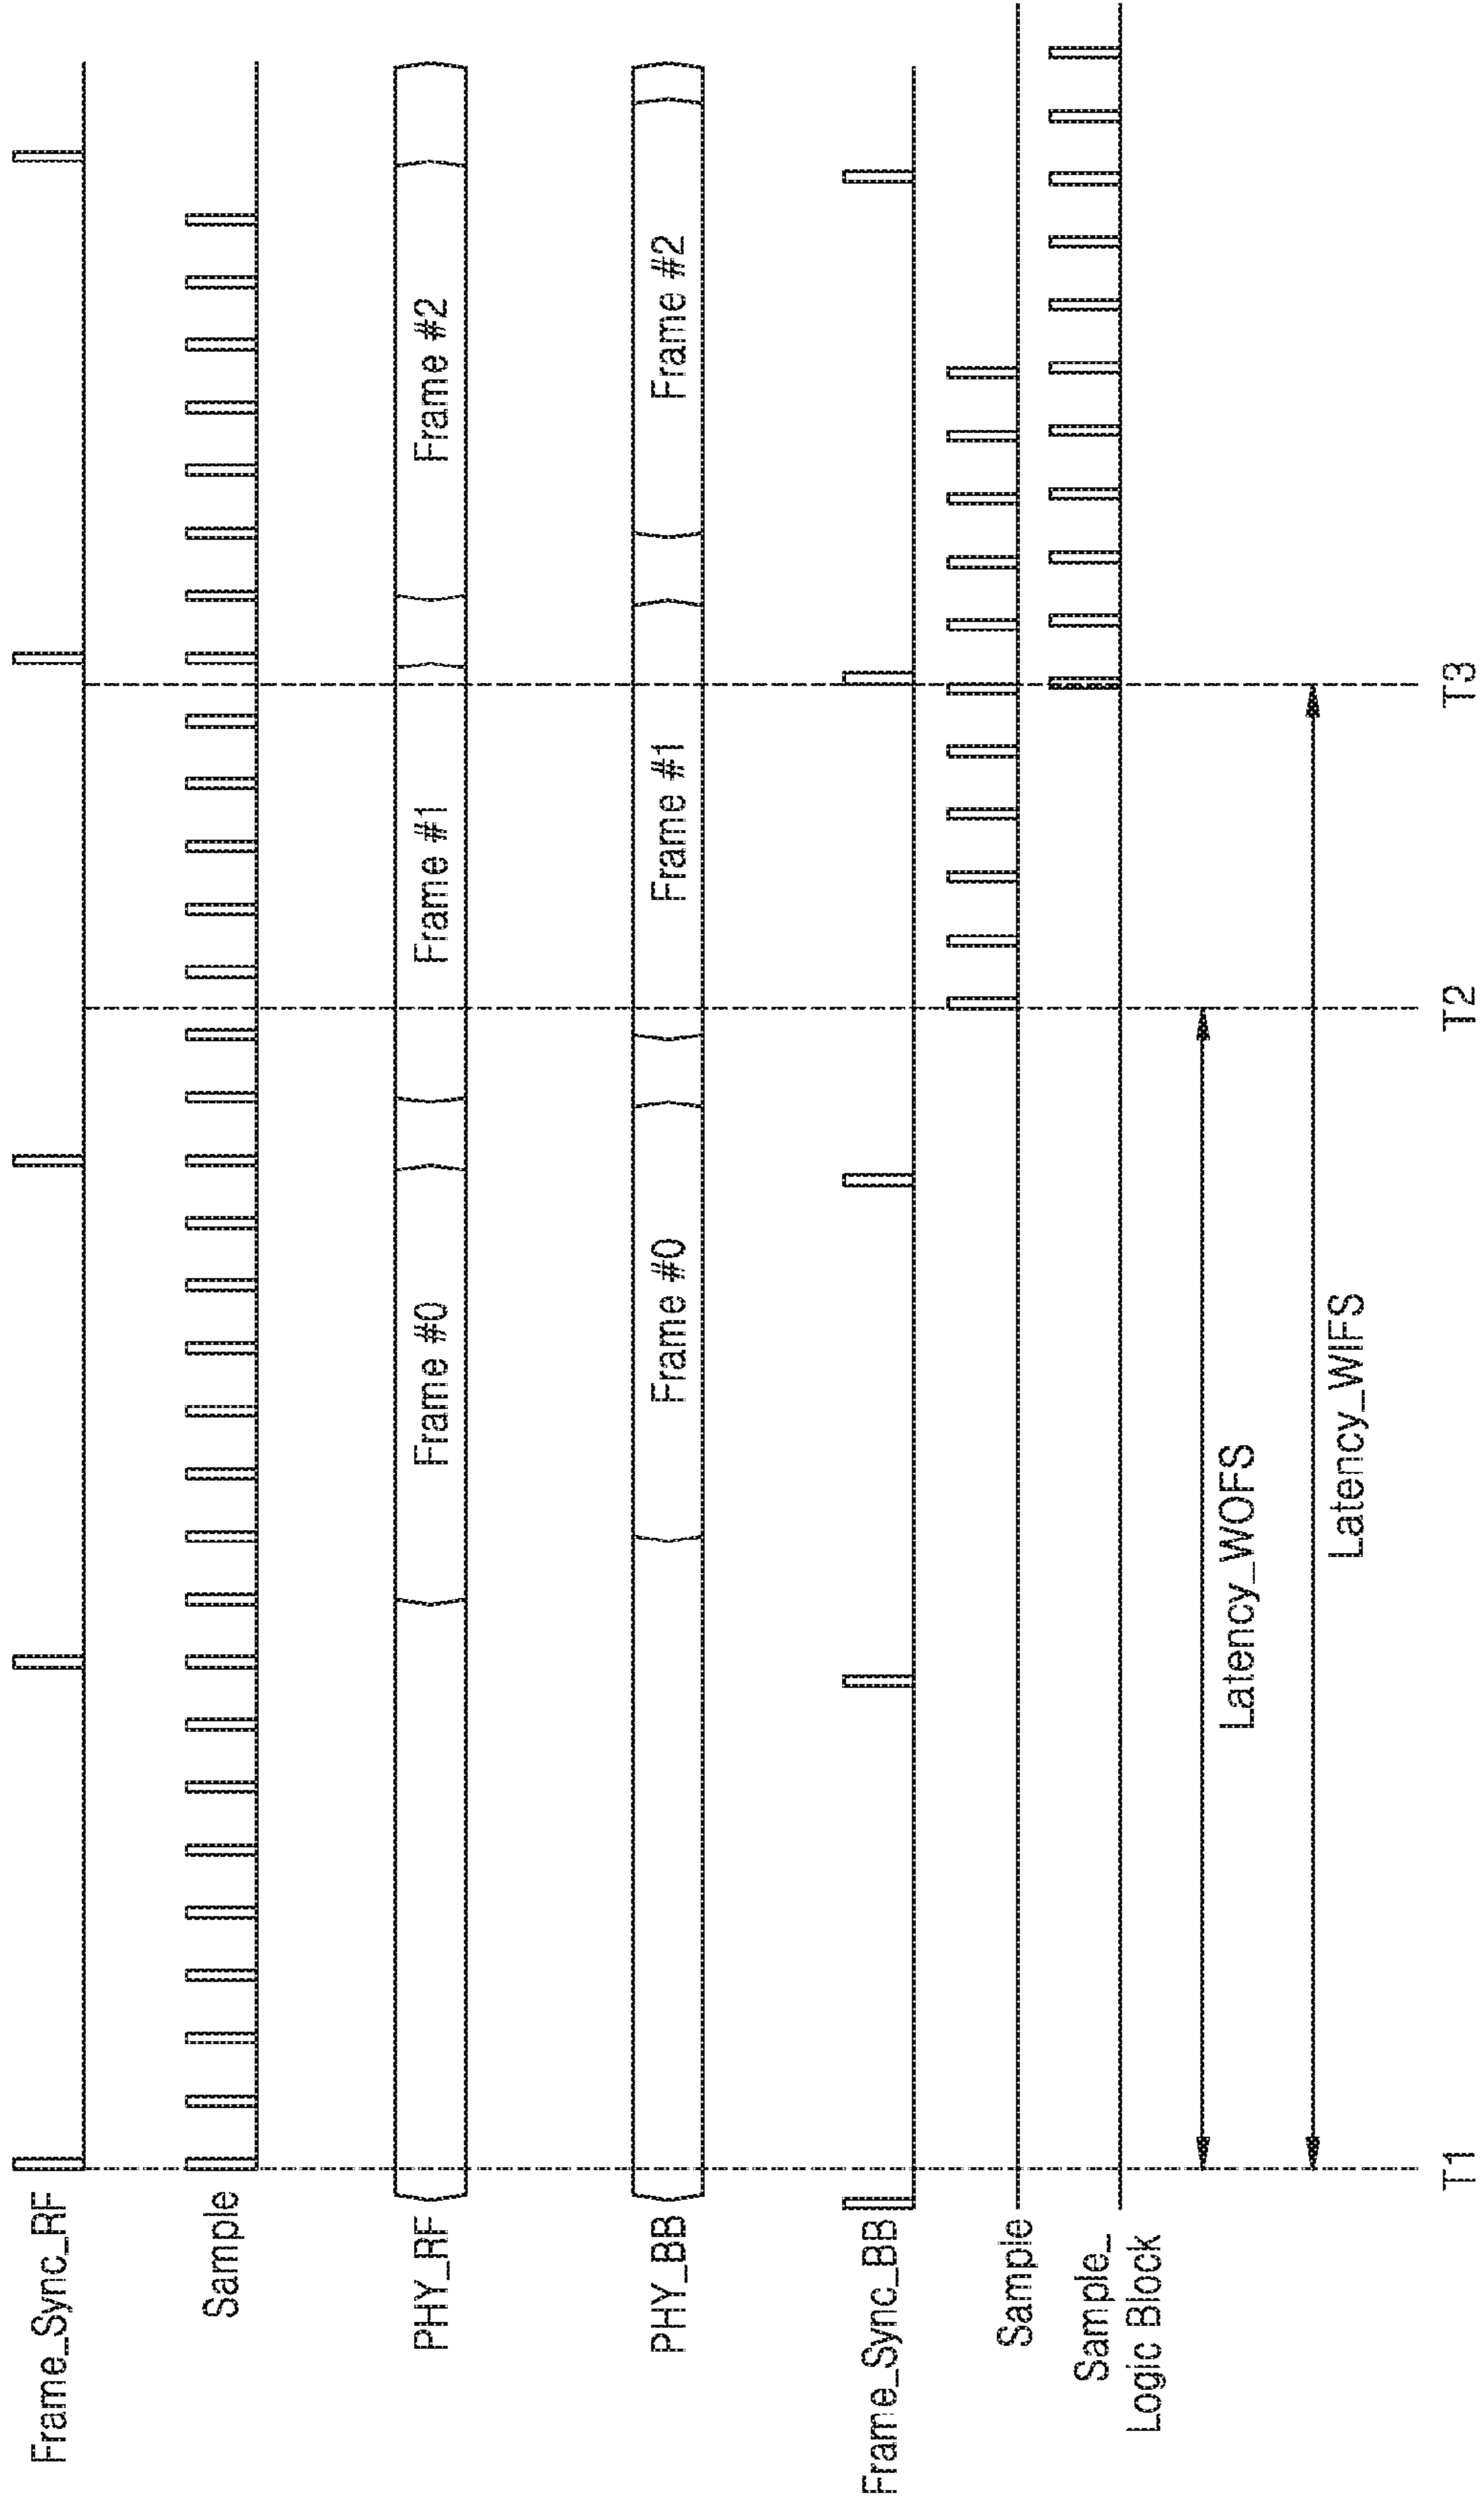 Frame_Sync_RF
Sample
PHY_RF
Frame #0
Frame #1
Frame #2
PHY_BB
Frame #0
Frame #1
Frame #2
Frame_Sync_BB
Sample
Sample_
Logic Block
Latency_WOFS
Latency_WIFS
T1
T2
T3